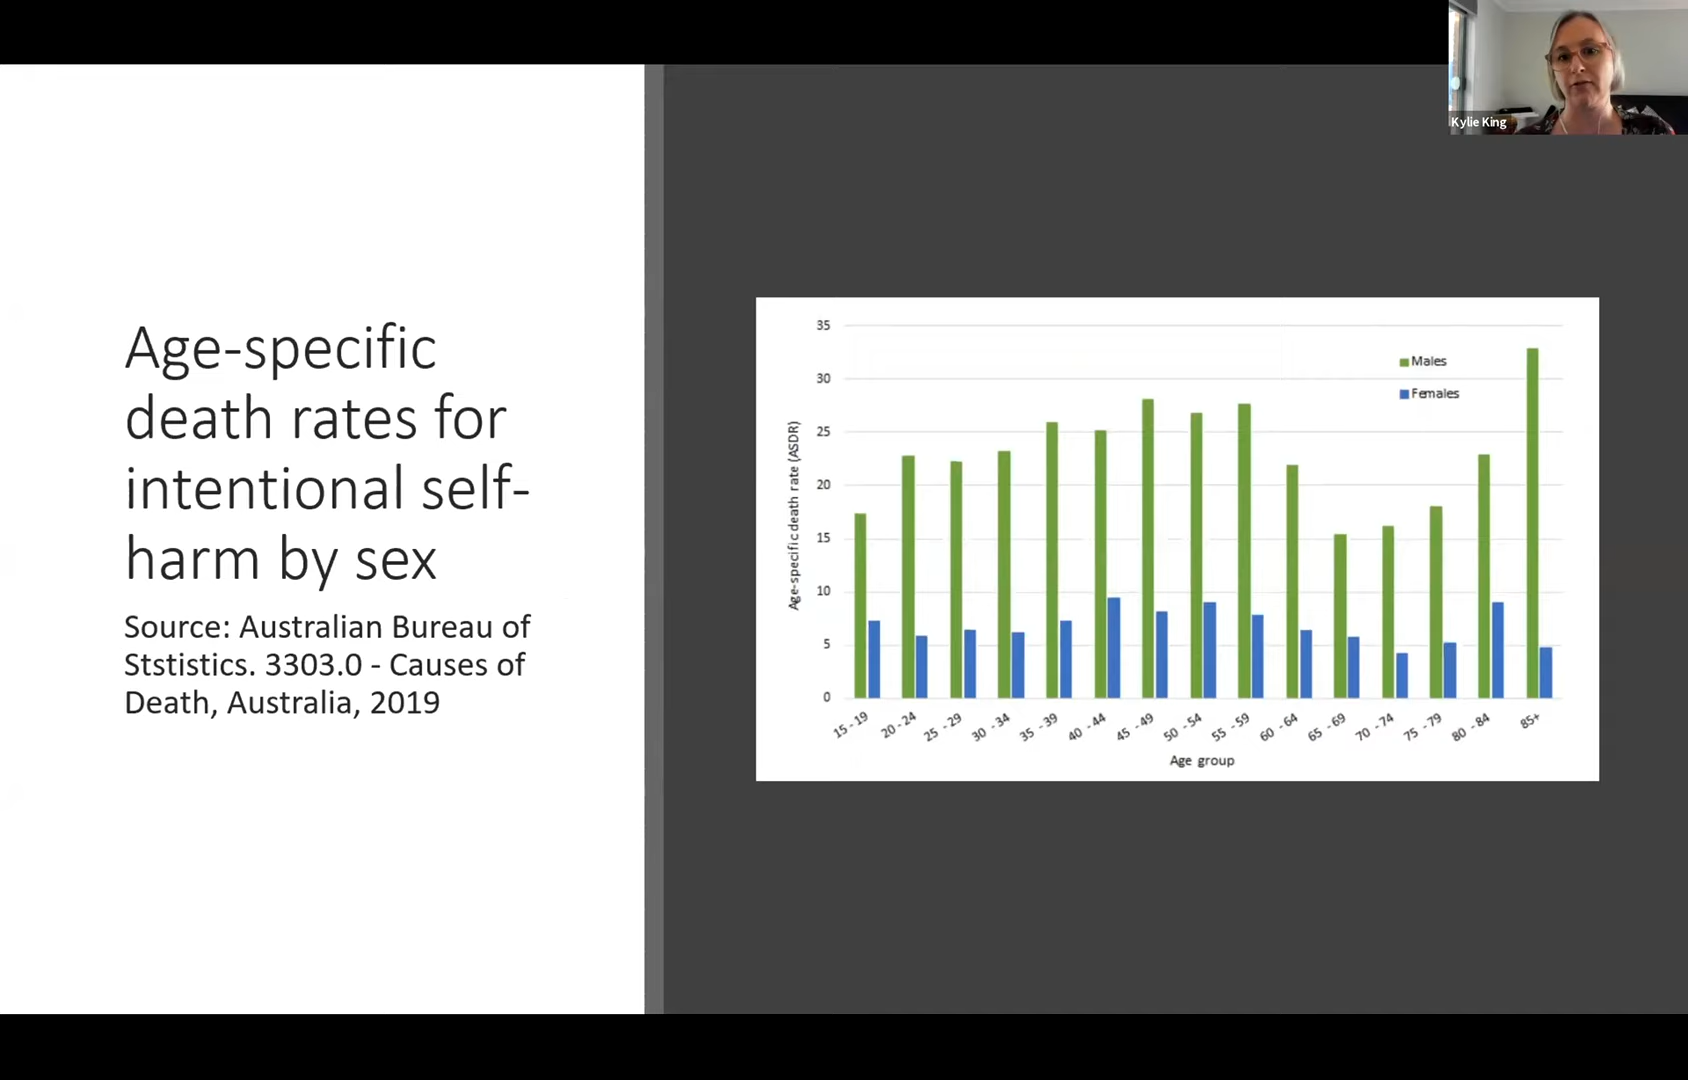 Kylie King
Age-specific
death rates for
intentional self-
harm by sex
Source: Australian Bureau of
Ststistics. 3303.0 - Causes of
Death, Australia, 2019
35
30
25
20
15
10
5
0
Age-specific death rate (ASDR)
Males
Females
15 - 19
20 - 24
25 - 29
30 - 34
35 - 39
40 - 44
45 - 49
50 - 54
55 - 59
60 - 64
65 - 69
70 - 74
75 - 79
80 - 84
85+
Age group